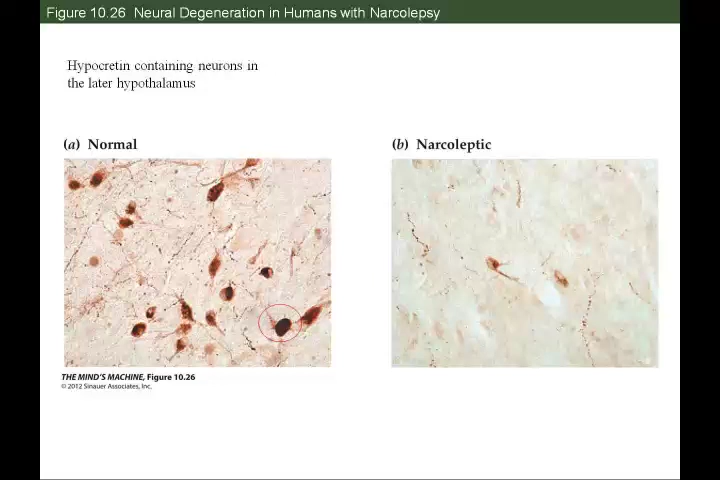 Figure 10.26  Neural Degeneration in Humans with Narcolepsy
Hypocretin containing neurons in
the later hypothalamus
(a) Normal
(b) Narcoleptic
THE MIND'S MACHINE, Figure 10.26
© 2012 Sinauer Associates, Inc.